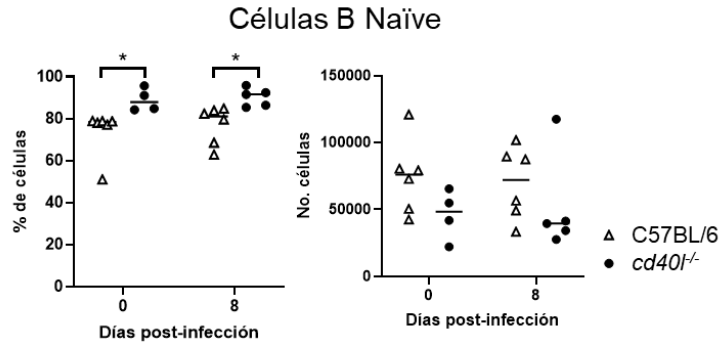 Células B Naïve
*
*
% de células
100
80
60
40
20
0
0
8
Días post-infección
No. células
150000
100000
50000
0
0
8
Días post-infección
C57BL/6
cd40l-/-